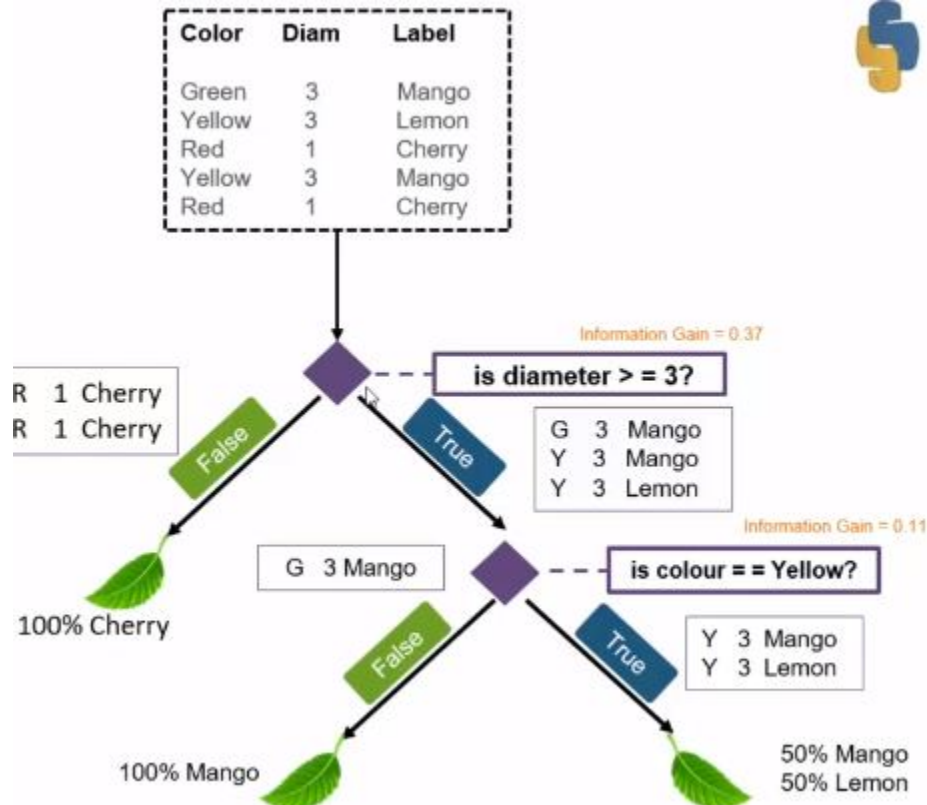 Color Diam Label
Green 3 Mango
Yellow 3 Lemon
Red 1 Cherry
Yellow 3 Mango
Red 1 Cherry
Information Gain = 0.37
is diameter > = 3?
R 1 Cherry
R 1 Cherry
False
True
G 3 Mango
Y 3 Mango
Y 3 Lemon
Information Gain = 0.11
G 3 Mango
is colour = = Yellow?
100% Cherry
False
True
Y 3 Mango
Y 3 Lemon
100% Mango
50% Mango
50% Lemon